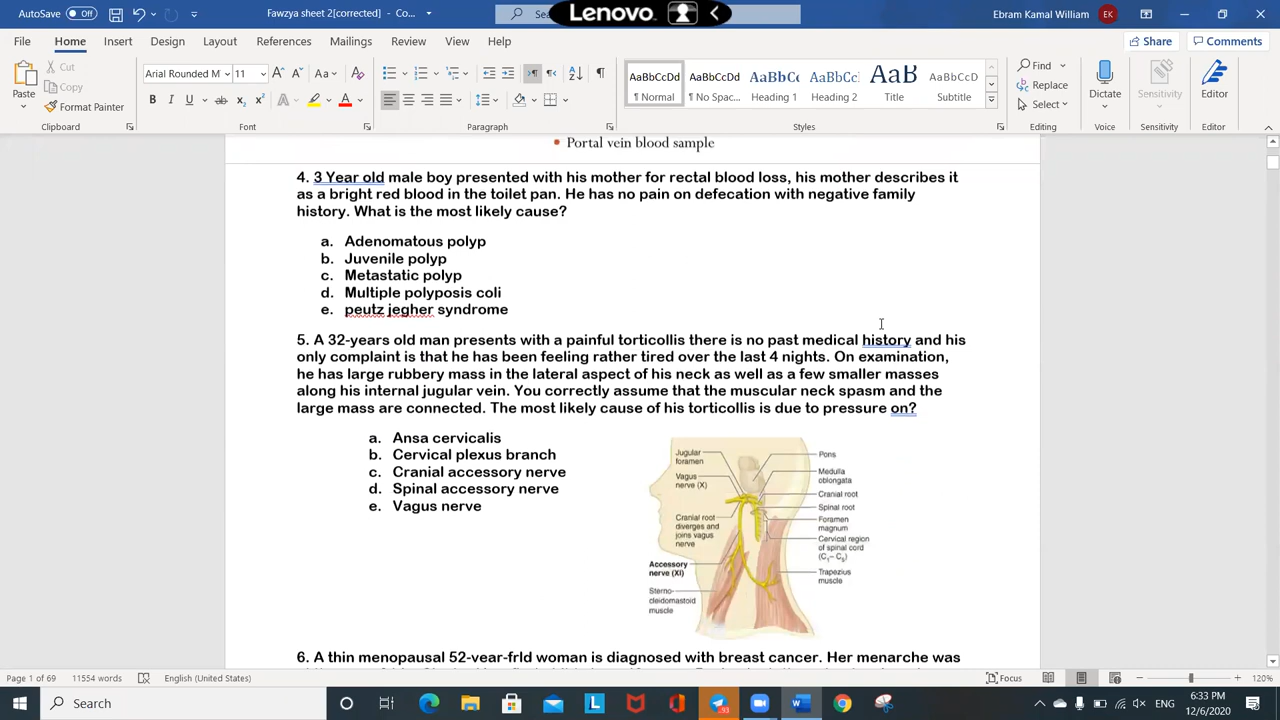 Off
Fawzya sheet 2 (2020)
Lenovo
Ebram Kamal William
EK
File
Home
Insert
Draw
Design
Layout
References
Mailings
Review
View
Help
Share
Comments
Paste
Cut
Copy
Format Painter
Arial Rounded M
11
AaBbCcDd
¶ Normal
AaBbCcDd
¶ No Spac...
AaBbCc
Heading 1
AaBbCc
Heading 2
AaB
Title
AaBbCcD
Subtitle
Find
Replace
Select
Dictate
Sensitivity
Editor
Clipboard
Font
Paragraph
Styles
Editing
Voice
Sensitivity
Editor
• Portal vein blood sample
4. 3 Year old male boy presented with his mother for rectal blood loss, his mother describes it
as a bright red blood in the toilet pan. He has no pain on defecation with negative family
history. What is the most likely cause?
a. Adenomatous polyp
b. Juvenile polyp
c. Metastatic polyp
d. Multiple polyposis coli
e. peutz jegher syndrome
5. A 32-years old man presents with a painful torticollis there is no past medical history and his
only complaint is that he has been feeling rather tired over the last 4 nights. On examination,
he has large rubbery mass in the lateral aspect of his neck as well as a few smaller masses
along his internal jugular vein. You correctly assume that the muscular neck spasm and the
large mass are connected. The most likely cause of his torticollis is due to pressure on?
a. Ansa cervicalis
b. Cervical plexus branch
c. Cranial accessory nerve
d. Spinal accessory nerve
e. Vagus nerve
Jugular
foramen
Vagus
nerve (X)
Cranial root
diverges and
joins vagus
nerve
Accessory
nerve (XI)
Sterno-
cleidomastoid
muscle
Pons
Medulla
oblongata
Cranial root
Spinal root
Foramen
magnum
Cervical region
of spinal cord
(C1– C5)
Trapezius
muscle
6. A thin menopausal 52-year-frld woman is diagnosed with breast cancer. Her menarche was
Page 1 of 69
11554 words
English (United States)
Focus
120%
Search
93
ENG
6:33 PM
12/6/2020